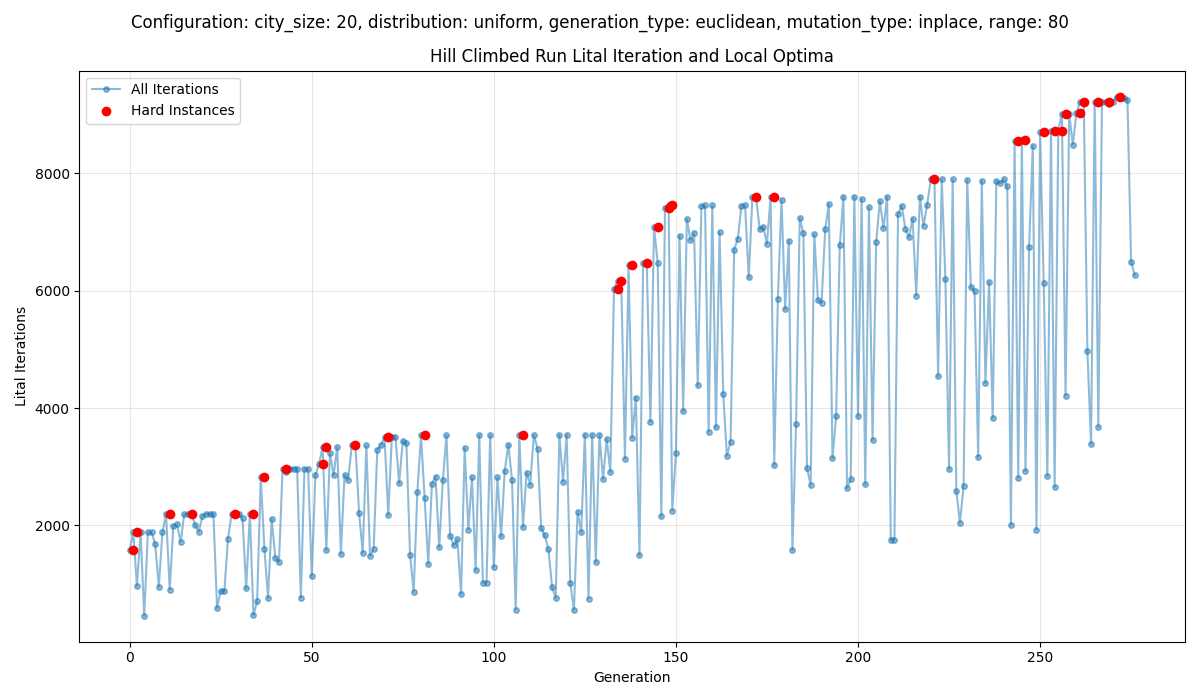 Configuration: city_size: 20, distribution: uniform, generation_type: euclidean, mutation_type: inplace, range: 80
Hill Climbed Run Lital Iteration and Local Optima
All Iterations
Hard Instances
8000
6000
4000
2000
Lital Iterations
0
50
100
150
200
250
Generation